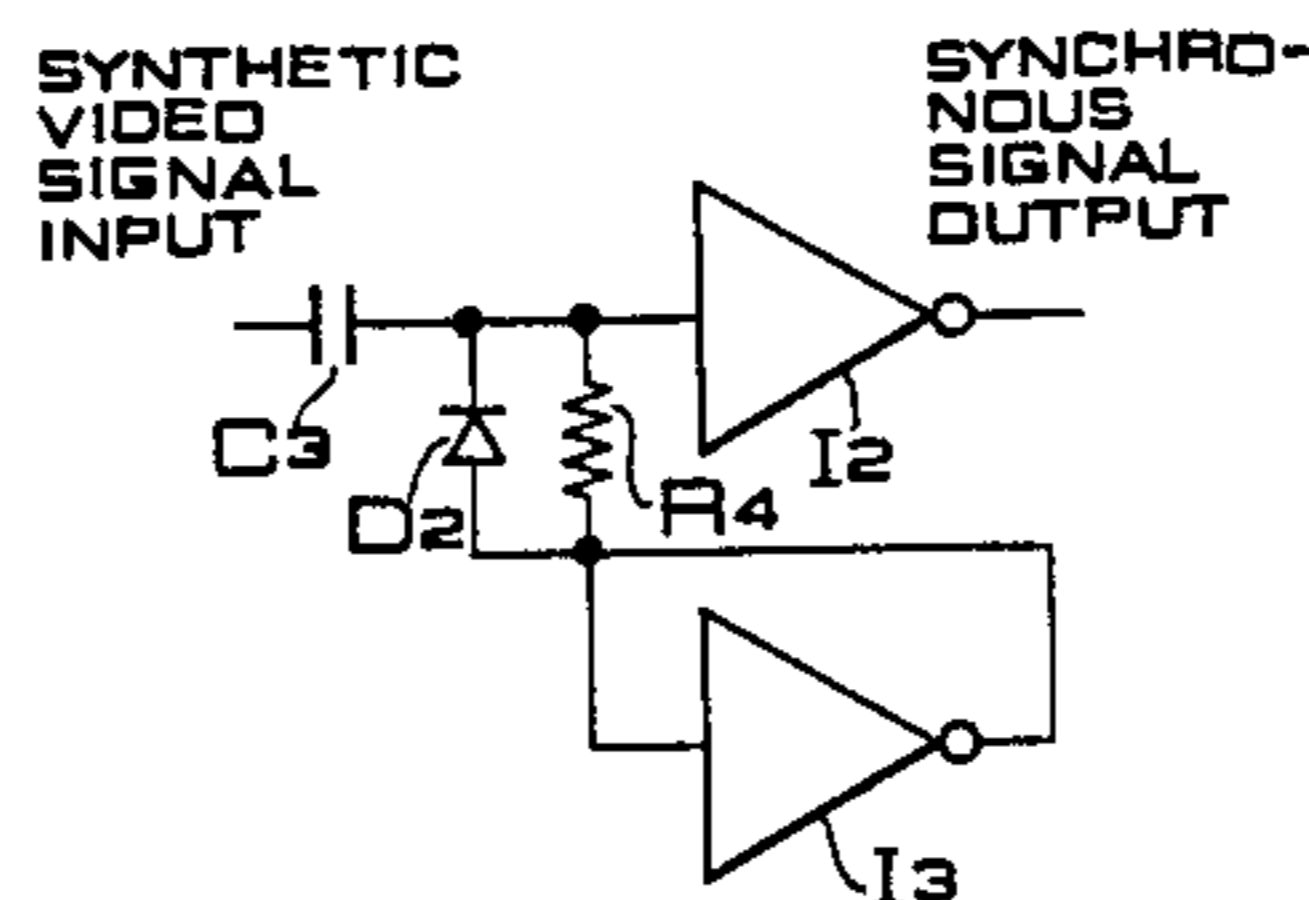 SYNTHETIC
VIDEO
SIGNAL
INPUT
SYNCHRO-
NOUS
SIGNAL
OUTPUT
C3
D2
R4
I2
I3